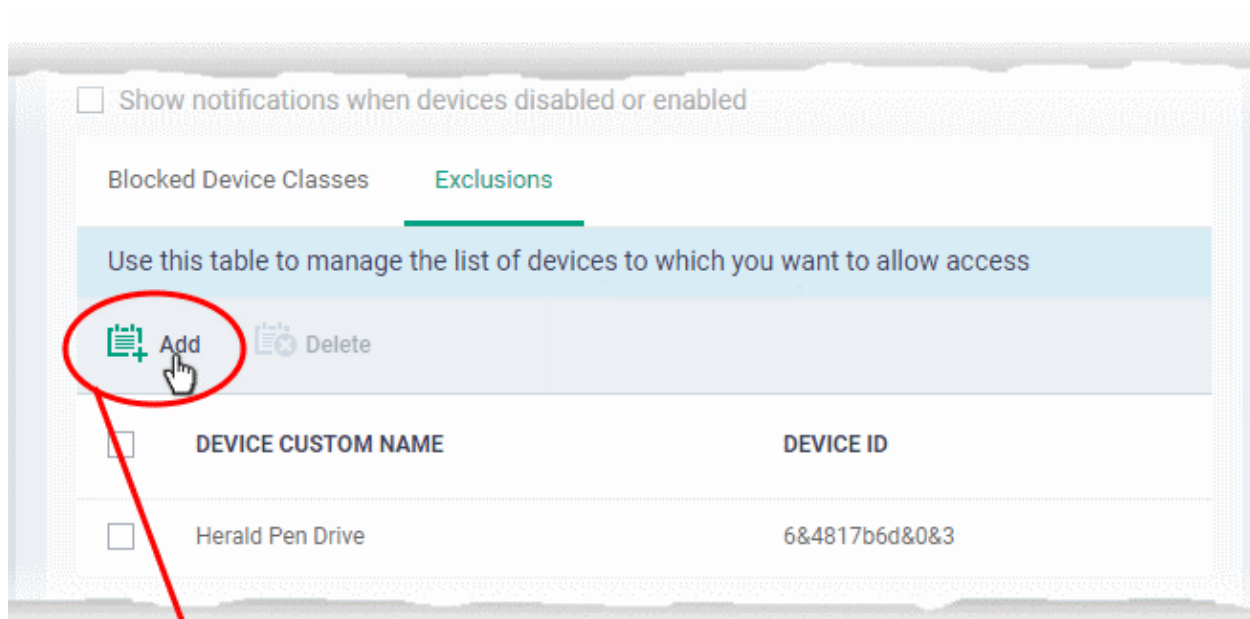 Show notifications when devices disabled or enabled
Blocked Device Classes Exclusions
Use this table to manage the list of devices to which you want to allow access
Add Delete
DEVICE CUSTOM NAME DEVICE ID
Herald Pen Drive 6&4817b6d&0&3